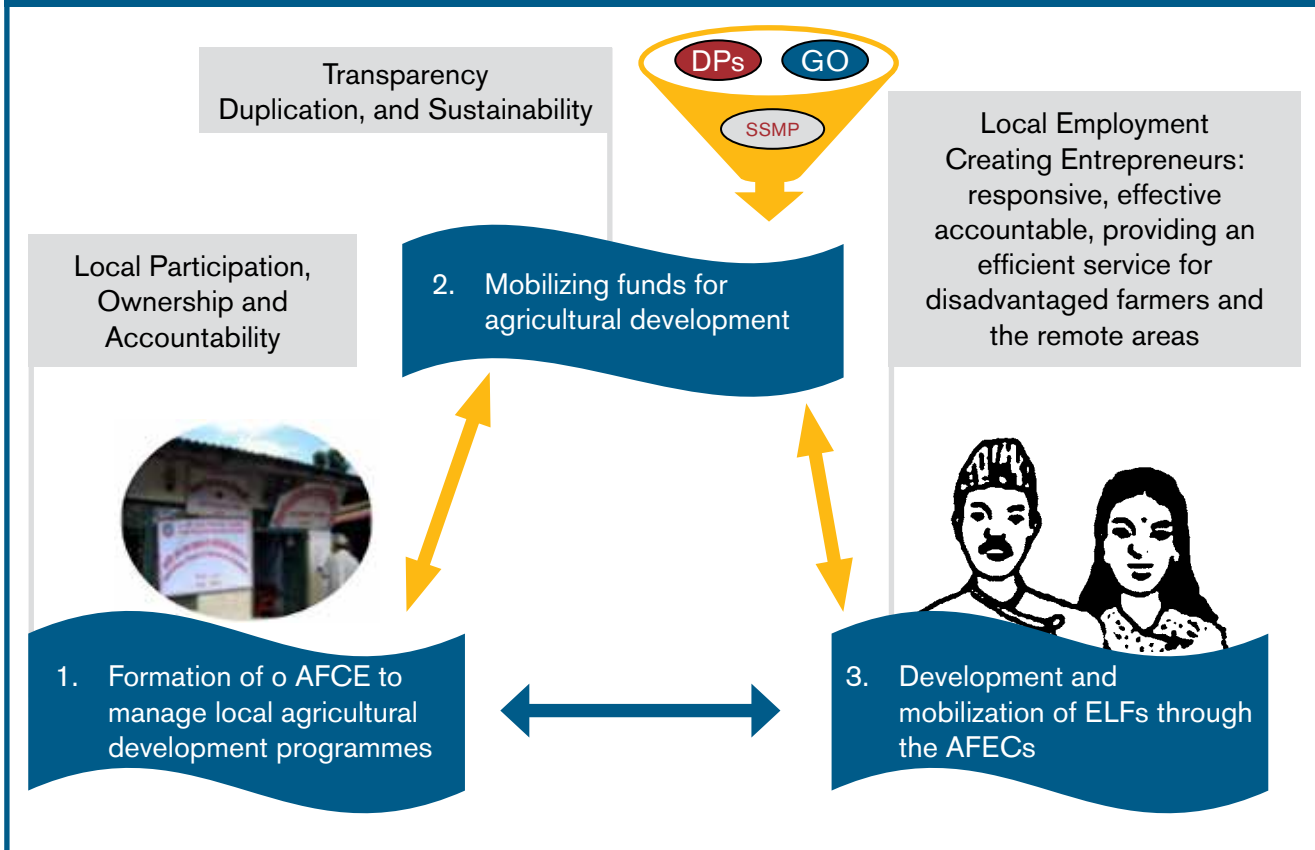 Transparency
Duplication, and Sustainability
DPs
GO
SSMP
Local Employment
Creating Entrepreneurs:
responsive, effective
accountable, providing an
efficient service for
disadvantaged farmers and
the remote areas
Local Participation,
Ownership and
Accountability
2. Mobilizing funds for
agricultural development
1. Formation of o AFCE to
manage local agricultural
development programmes
3. Development and
mobilization of ELFs through
the AFECs